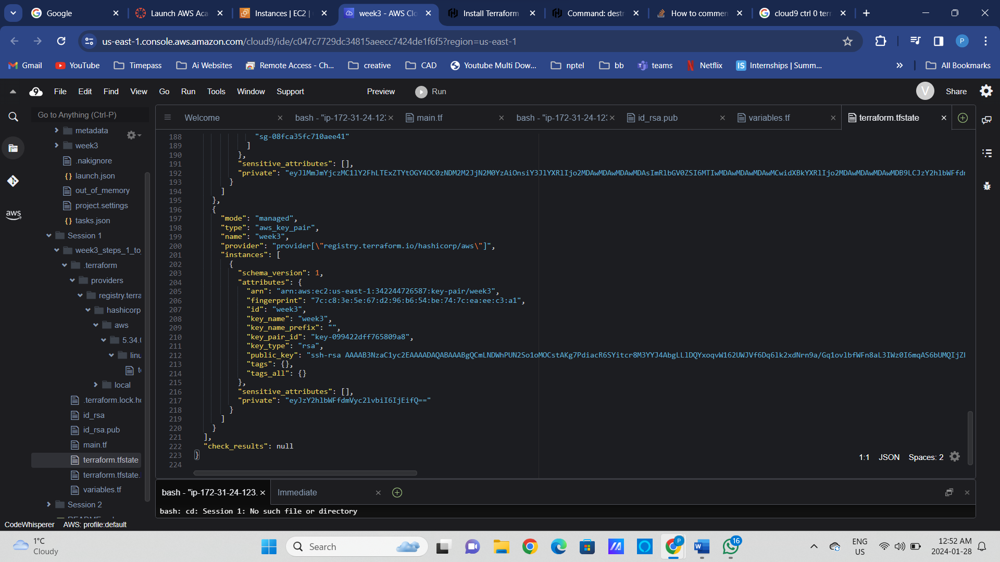 Google
Launch AWS Aca
Instances | EC2 |
week3 - AWS Clo
Install Terraform
Command: destr
How to commen
cloud9 ctrl 0 terr
us-east-1.console.aws.amazon.com/cloud9/ide/c047c7729dc34815aeecc7424de1f6f5?region=us-east-1
P
Gmail
YouTube
Timepass
Ai Websites
Remote Access - Ch...
creative
CAD
Youtube Multi Dow...
nptel
bb
teams
Netflix
IS Internships | Summ...
All Bookmarks
9
File
Edit
Find
View
Go
Run
Tools
Window
Support
Preview
Run
V
Share
Go to Anything (Ctrl-P)
Welcome
bash - "ip-172-31-24-123
main.tf
bash - "ip-172-31-24-123
id_rsa.pub
variables.tf
terraform.tfstate
metadata
week3
.nakignore
{} launch.json
out_of_memory
project.settings
{} tasks.json
Session 1
week3_steps_1_to_
.terraform
providers
registry.terra
hashicorp
aws
5.34.0
linu
te
local
.terraform.lock.hc
id_rsa
id_rsa.pub
main.tf
terraform.tfstate
terraform.tfstate.
variables.tf
Session 2
aws
188 "sg-08fca35fc710aee41"
189 ]
190 },
191 "sensitive_attributes": [],
192 "private":
193 }
194 ]
195 },
196 {
197 "mode": "managed",
198 "type": "aws_key_pair",
199 "name": "week3",
200 "provider": "provider[\"registry.terraform.io/hashicorp/aws\"]",
201 "instances": [
202 {
203 "schema_version": 1,
204 "attributes": {
205 "arn": "arn:aws:ec2:us-east-1:342244726587:key-pair/week3",
206 "fingerprint": "7c:c8:3e:5e:67:d2:96:b6:54:be:74:7c:ea:ee:c3:a1",
207 "id": "week3",
208 "key_name": "week3",
209 "key_name_prefix": "",
210 "key_pair_id": "key-099422dff765809a8",
211 "key_type": "rsa",
212 "public_key": "ssh-rsa
213 "tags": {},
214 "tags_all": {}
215 },
216 "sensitive_attributes": [],
217 "private": "eyJzY2hlbWFfdmVyc2lvbiI6IjEifQ=="
218 }
219 ]
220 }
221 ],
222 "check_results": null
223 }
224
1:1 JSON Spaces: 2
bash - "ip-172-31-24-123.
Immediate
bash: cd: Session 1: No such file or directory
CodeWhisperer AWS: profile:default
1°C
Cloudy
Search
P
W
16
ENG
US
12:52 AM
2024-01-28